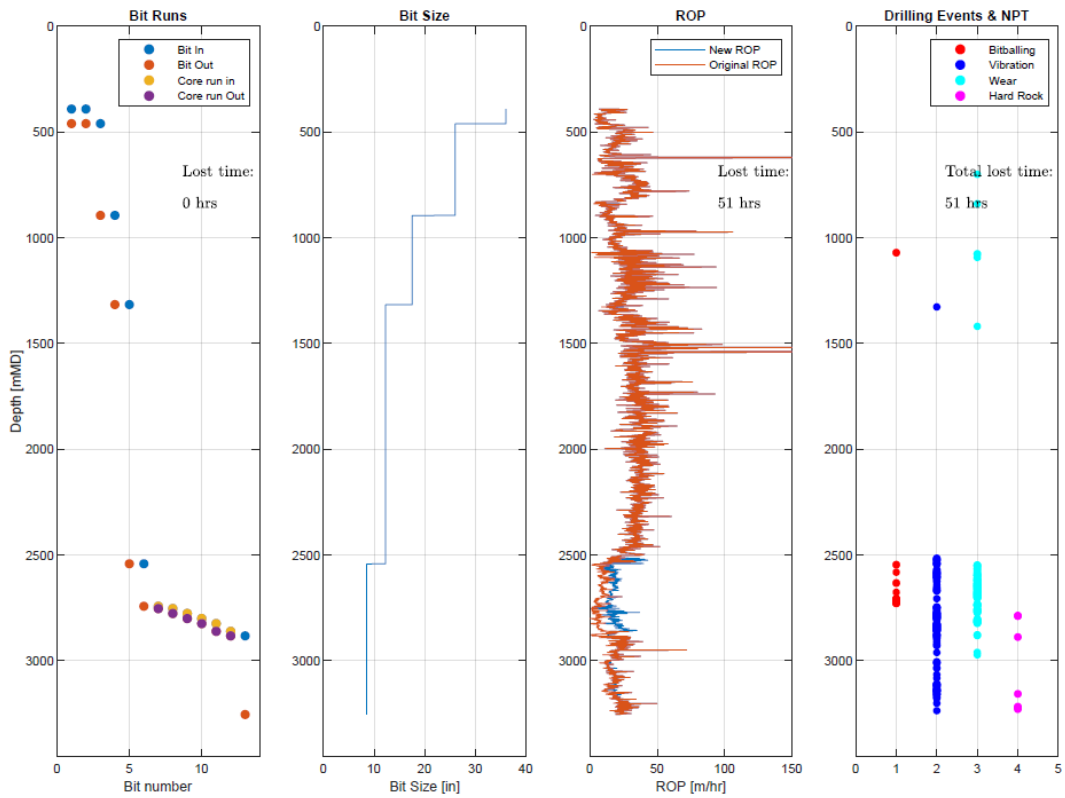 Bit Runs
Bit In
Bit Out
Core run in
Core run Out
Lost time:
0 hrs
0
500
1000
1500
2000
2500
3000
Depth [mMD]
0 5 10
Bit number
Bit Size
0
500
1000
1500
2000
2500
3000
0 10 20 30 40
Bit Size [in]
ROP
New ROP
Original ROP
Lost time:
51 hrs
0
500
1000
1500
2000
2500
3000
0 50 100 150
ROP [m/hr]
Drilling Events & NPT
Bitballing
Vibration
Wear
Hard Rock
Total lost time:
51 hrs
0
500
1000
1500
2000
2500
3000
0 1 2 3 4 5